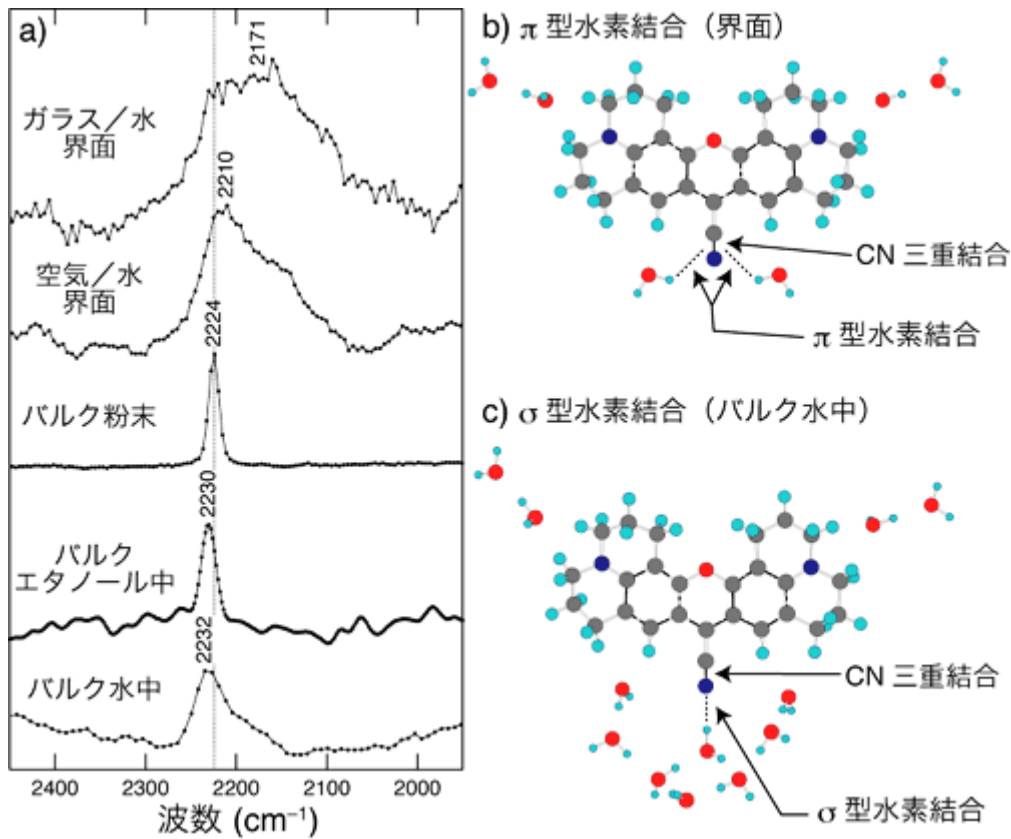 a)
2171
ガラス／水
界面
2210
空気／水
界面
2224
バルク粉末
2230
バルク
エタノール中
2232
バルク水中
2400
2300
2200
2100
2000
波数 (cm⁻¹)
b) π 型水素結合（界面）
CN 三重結合
π 型水素結合
c) σ 型水素結合（バルク水中）
CN 三重結合
σ 型水素結合